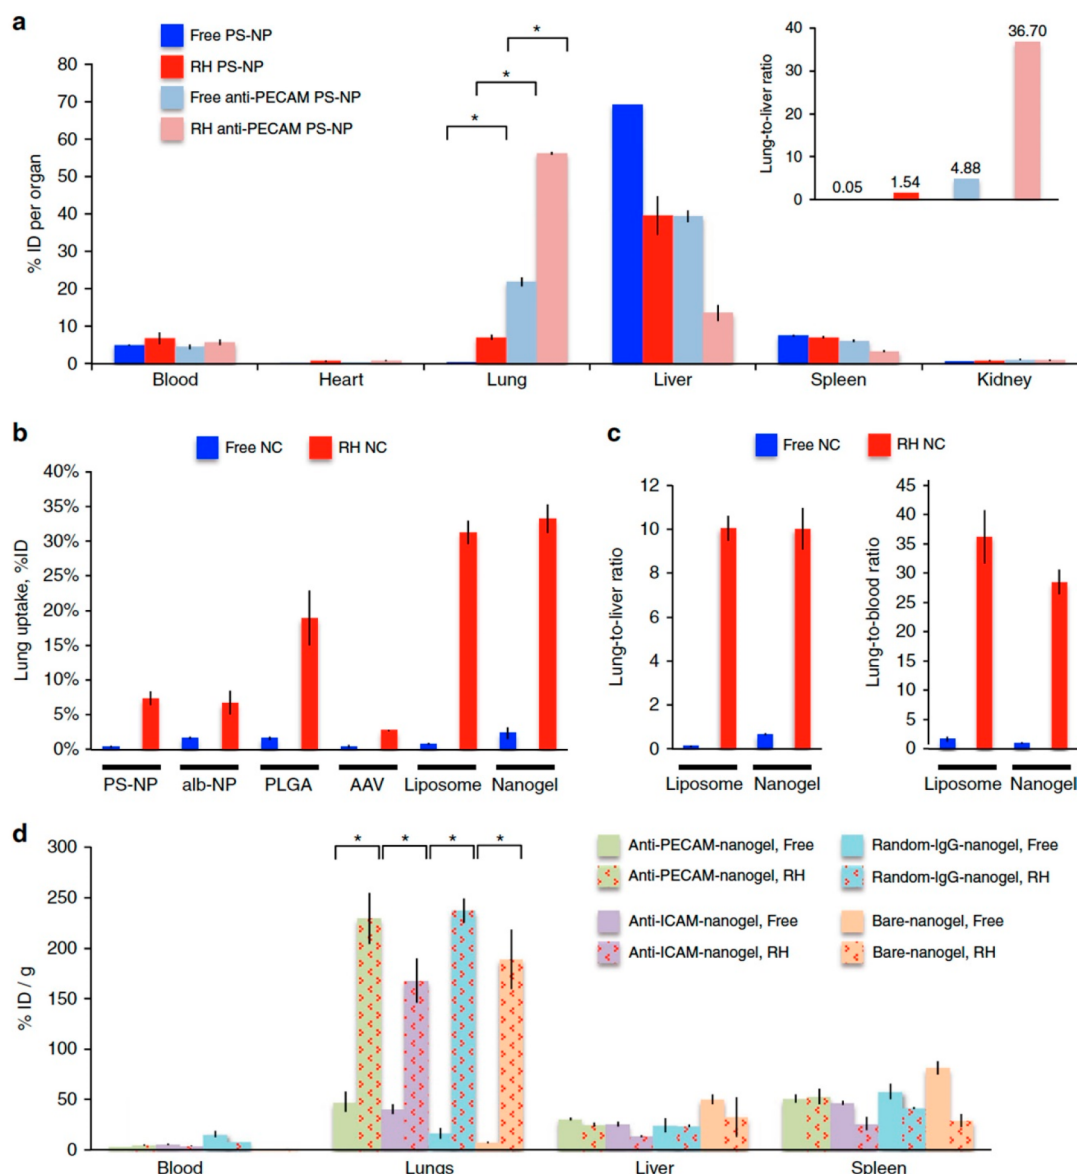 a
Free PS-NP
RH PS-NP
Free anti-PECAM PS-NP
RH anti-PECAM PS-NP
* * *
% ID per organ
80
70
60
50
40
30
20
10
0
Blood Heart Lung Liver Spleen Kidney
Lung-to-liver ratio
40
30
20
10
0
0.05 1.54 4.88 36.70
b
Free NC RH NC
Lung uptake, %ID
40%
35%
30%
25%
20%
15%
10%
5%
0%
PS-NP alb-NP PLGA AAV Liposome Nanogel
c
Free NC RH NC
Lung-to-liver ratio
12
10
8
6
4
2
0
Liposome Nanogel
Lung-to-blood ratio
45
40
35
30
25
20
15
10
5
0
Liposome Nanogel
d
* * * *
Anti-PECAM-nanogel, Free
Anti-PECAM-nanogel, RH
Anti-ICAM-nanogel, Free
Anti-ICAM-nanogel, RH
Random-IgG-nanogel, Free
Random-IgG-nanogel, RH
Bare-nanogel, Free
Bare-nanogel, RH
% ID / g
300
250
200
150
100
50
0
Blood Lungs Liver Spleen